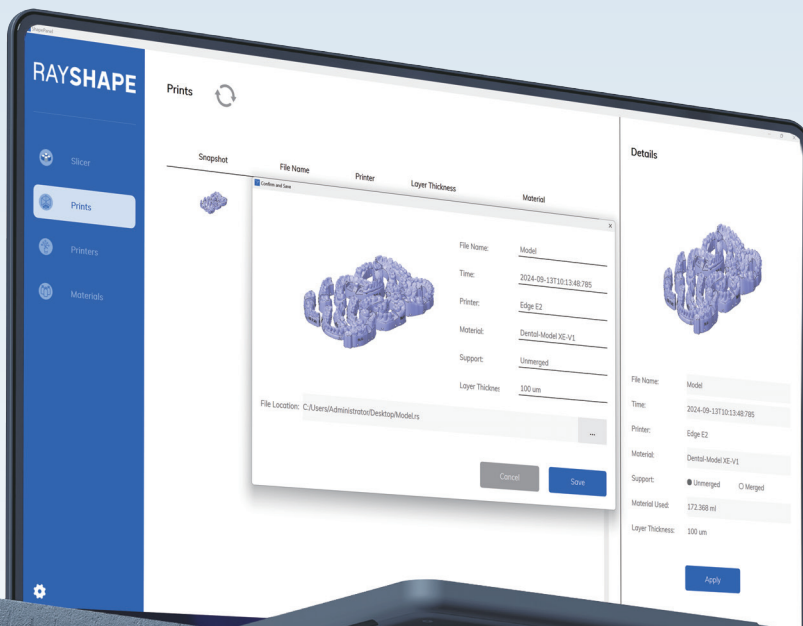 ShapePanel
RAYSHAPE
Slicer
Prints
Printers
Materials
Prints
Snapshot
File Name
Printer
Layer Thickness
Material
Confirm and Save
x
File Name:
Model
Time:
2024-09-13T10:13:48:785
Printer:
Edge E2
Material:
Dental-Model XE-V1
Support:
Unmerged
Layer Thicknes
100 um
File Location:
C:/Users/Administrator/Desktop/Model.rs
...
Cancel
Save
Details
File Name:
Model
Time:
2024-09-13T10:13:48:785
Printer:
Edge E2
Material:
Dental-Model XE-V1
Support:
Unmerged
Merged
Material Used:
172.368 ml
Layer Thickness:
100 um
Apply